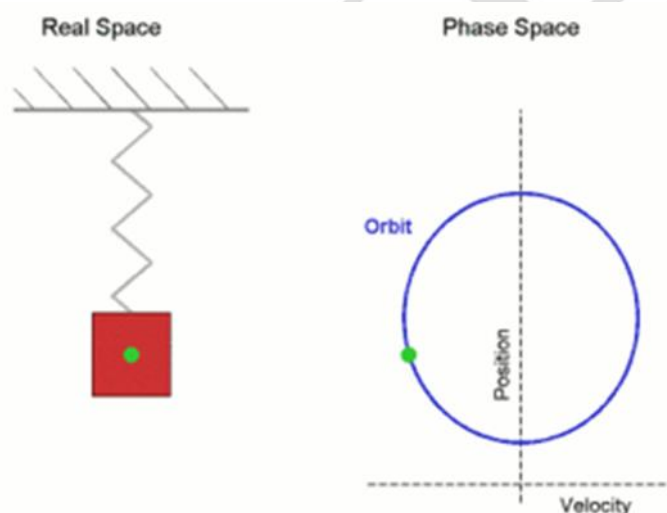 Real Space
Phase Space
Orbit
Position
Velocity